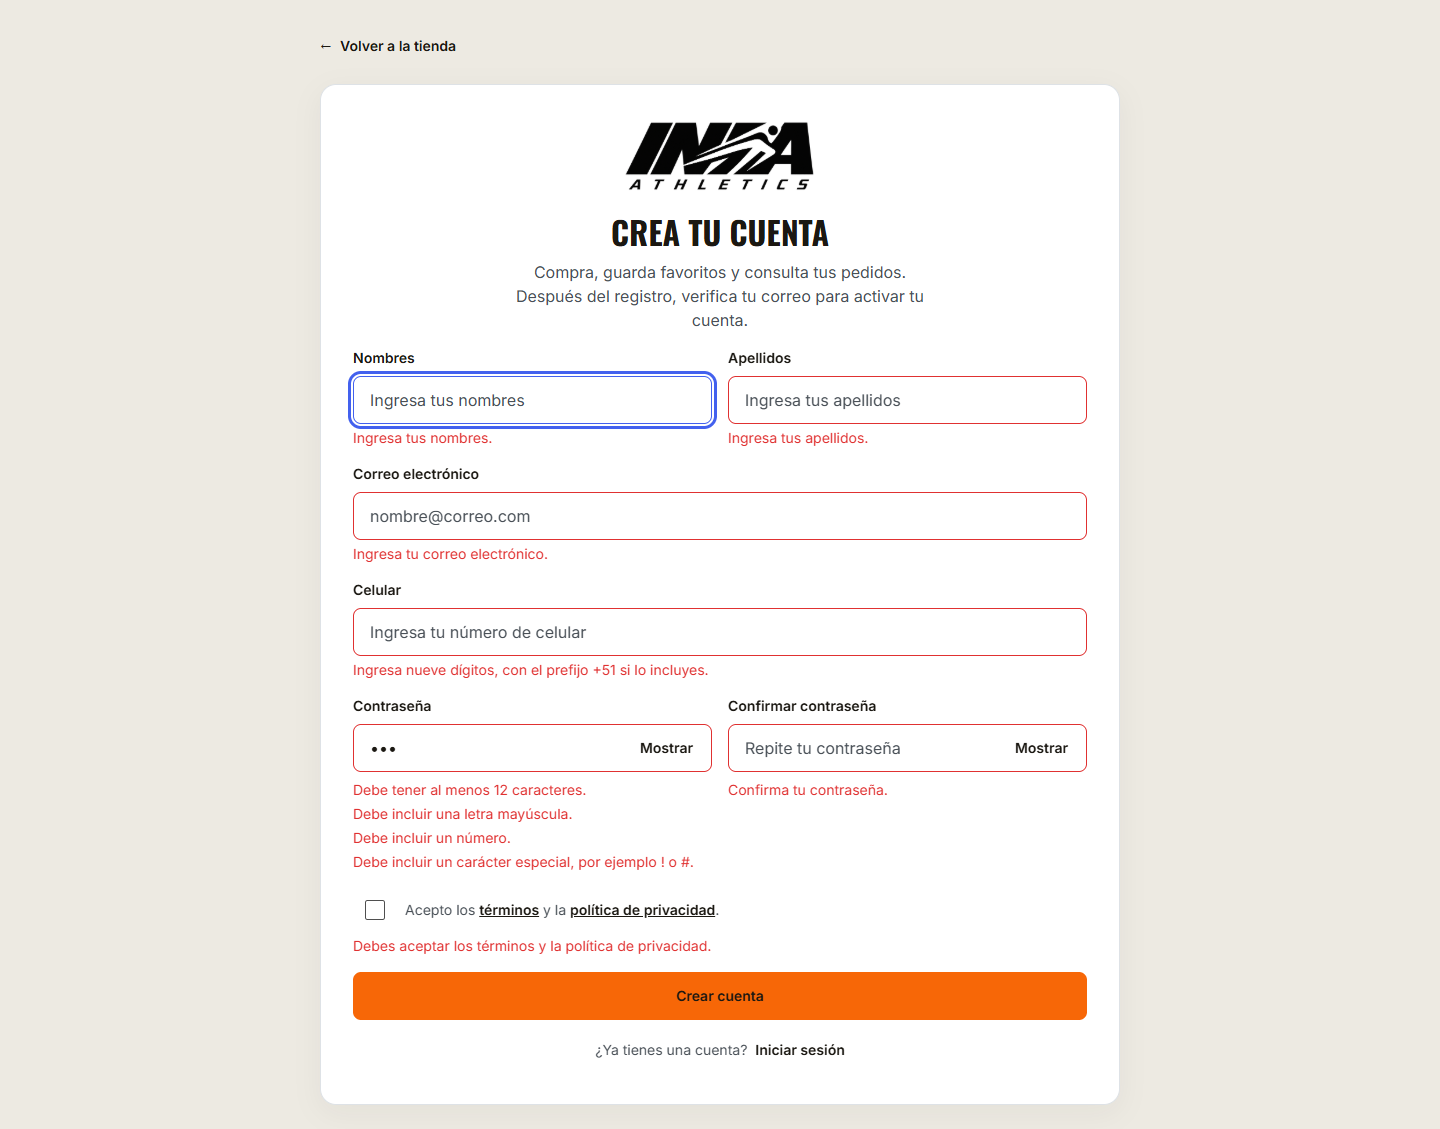 ← Volver a la tienda
INTA
ATHLETICS
CREA TU CUENTA
Compra, guarda favoritos y consulta tus pedidos.
Después del registro, verifica tu correo para activar tu
cuenta.
Nombres
Apellidos
Ingresa tus nombres
Ingresa tus apellidos
Ingresa tus nombres.
Ingresa tus apellidos.
Correo electrónico
nombre@correo.com
Ingresa tu correo electrónico.
Celular
Ingresa tu número de celular
Ingresa nueve dígitos, con el prefijo +51 si lo incluyes.
Contraseña
Confirmar contraseña
••• Mostrar
Repite tu contraseña Mostrar
Debe tener al menos 12 caracteres.
Confirma tu contraseña.
Debe incluir una letra mayúscula.
Debe incluir un número.
Debe incluir un carácter especial, por ejemplo ! o #.
Acepto los términos y la política de privacidad.
Debes aceptar los términos y la política de privacidad.
Crear cuenta
¿Ya tienes una cuenta? Iniciar sesión